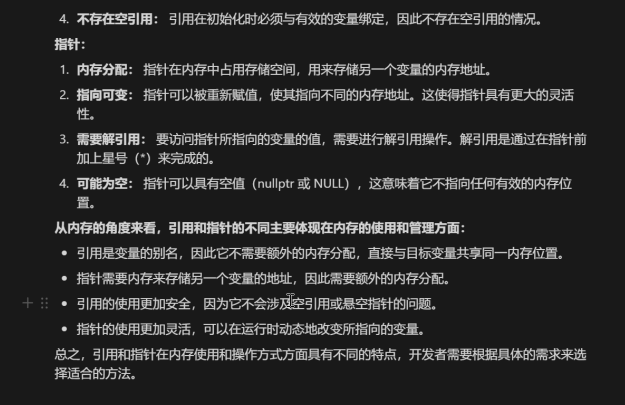 4. 不存在空引用： 引用在初始化时必须与有效的变量绑定，因此不存在空引用的情况。
指针：
1. 内存分配： 指针在内存中占用存储空间，用来存储另一个变量的内存地址。
2. 指向可变： 指针可以被重新赋值，使其指向不同的内存地址。这使得指针具有更大的灵活
性。
3. 需要解引用： 要访问指针所指向的变量的值，需要进行解引用操作。解引用是通过在指针前
加上星号（*）来完成的。
4. 可能为空： 指针可以具有空值（nullptr 或 NULL），这意味着它不指向任何有效的内存位
置。
从内存的角度来看，引用和指针的不同主要体现在内存的使用和管理方面：
• 引用是变量的别名，因此它不需要额外的内存分配，直接与目标变量共享同一内存位置。
• 指针需要内存来存储另一个变量的地址，因此需要额外的内存分配。
• 引用的使用更加安全，因为它不会涉及空引用或悬空指针的问题。
• 指针的使用更加灵活，可以在运行时动态地改变所指向的变量。
总之，引用和指针在内存使用和操作方式方面具有不同的特点，开发者需要根据具体的需求来选
择适合的方法。